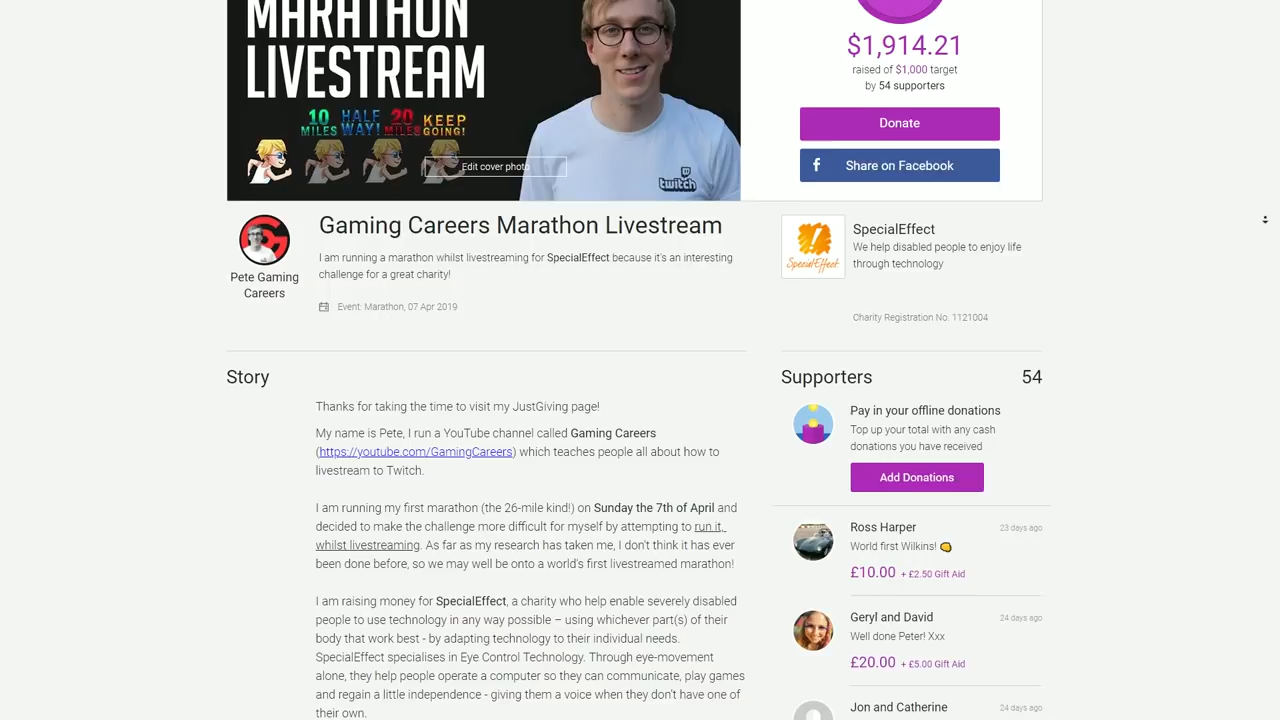 MARATHON
LIVESTREAM
10 MILES HALF WAY! 20 MILES KEEP GOING!
Edit cover photo
twitch
$1,914.21
raised of $1,000 target
by 54 supporters
Donate
f Share on Facebook
Pete Gaming
Careers
Gaming Careers Marathon Livestream
I am running a marathon whilst livestreaming for SpecialEffect because it's an interesting
challenge for a great charity!
Event: Marathon, 07 Apr 2019
SpecialEffect
SpecialEffect
We help disabled people to enjoy life
through technology
Charity Registration No. 1121004
Story
Thanks for taking the time to visit my JustGiving page!
My name is Pete, I run a YouTube channel called Gaming Careers
(https://youtube.com/GamingCareers) which teaches people all about how to
livestream to Twitch.
I am running my first marathon (the 26-mile kind!) on Sunday the 7th of April and
decided to make the challenge more difficult for myself by attempting to run it,
whilst livestreaming. As far as my research has taken me, I don't think it has ever
been done before, so we may well be onto a world's first livestreamed marathon!
I am raising money for SpecialEffect, a charity who help enable severely disabled
people to use technology in any way possible – using whichever part(s) of their
body that work best - by adapting technology to their individual needs.
SpecialEffect specialises in Eye Control Technology. Through eye-movement
alone, they help people operate a computer so they can communicate, play games
and regain a little independence - giving them a voice when they don't have one of
their own.
Supporters 54
Pay in your offline donations
Top up your total with any cash
donations you have received
Add Donations
Ross Harper 23 days ago
World first Wilkins!
£10.00 + £2.50 Gift Aid
Geryl and David 24 days ago
Well done Peter! Xxx
£20.00 + £5.00 Gift Aid
Jon and Catherine 24 days ago